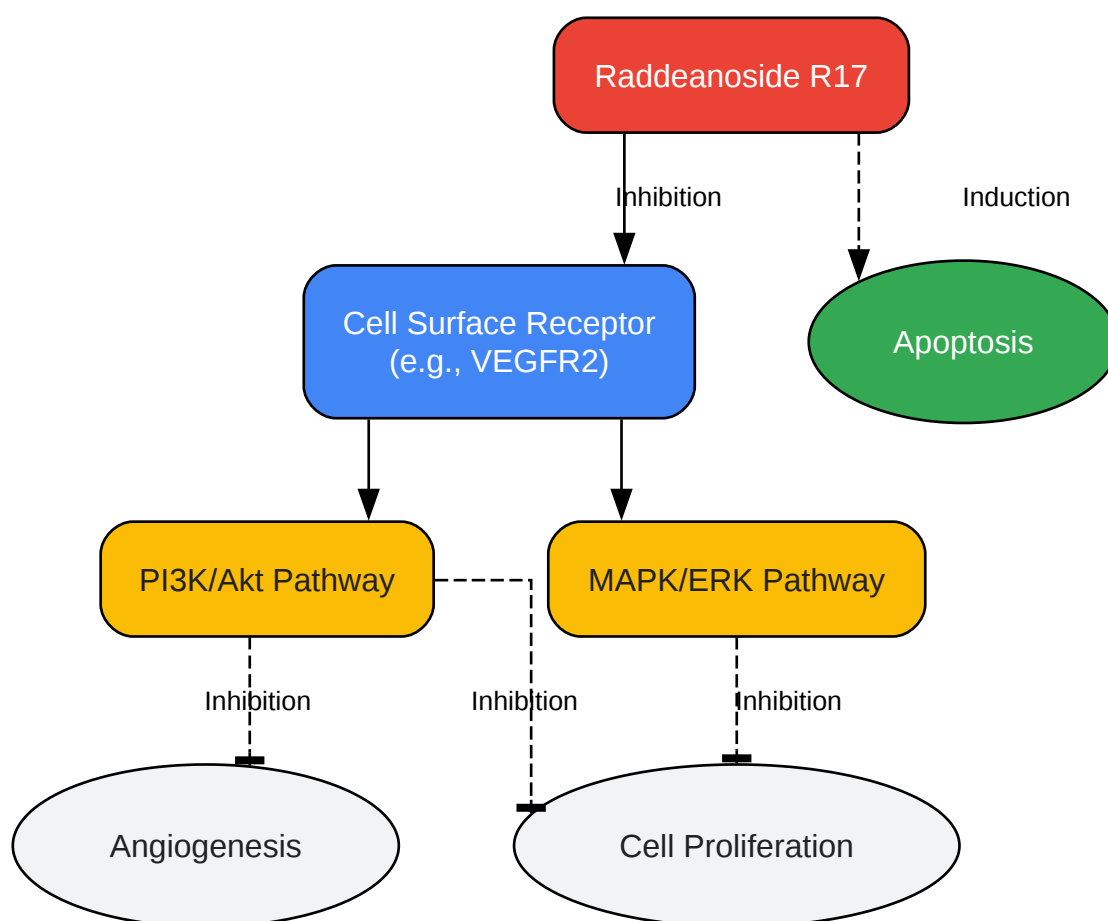 Raddeanoside R17
Inhibition
Induction
Cell Surface Receptor
(e.g., VEGFR2)
Apoptosis
PI3K/Akt Pathway
MAPK/ERK Pathway
Inhibition
Inhibition
Inhibition
Angiogenesis
Cell Proliferation